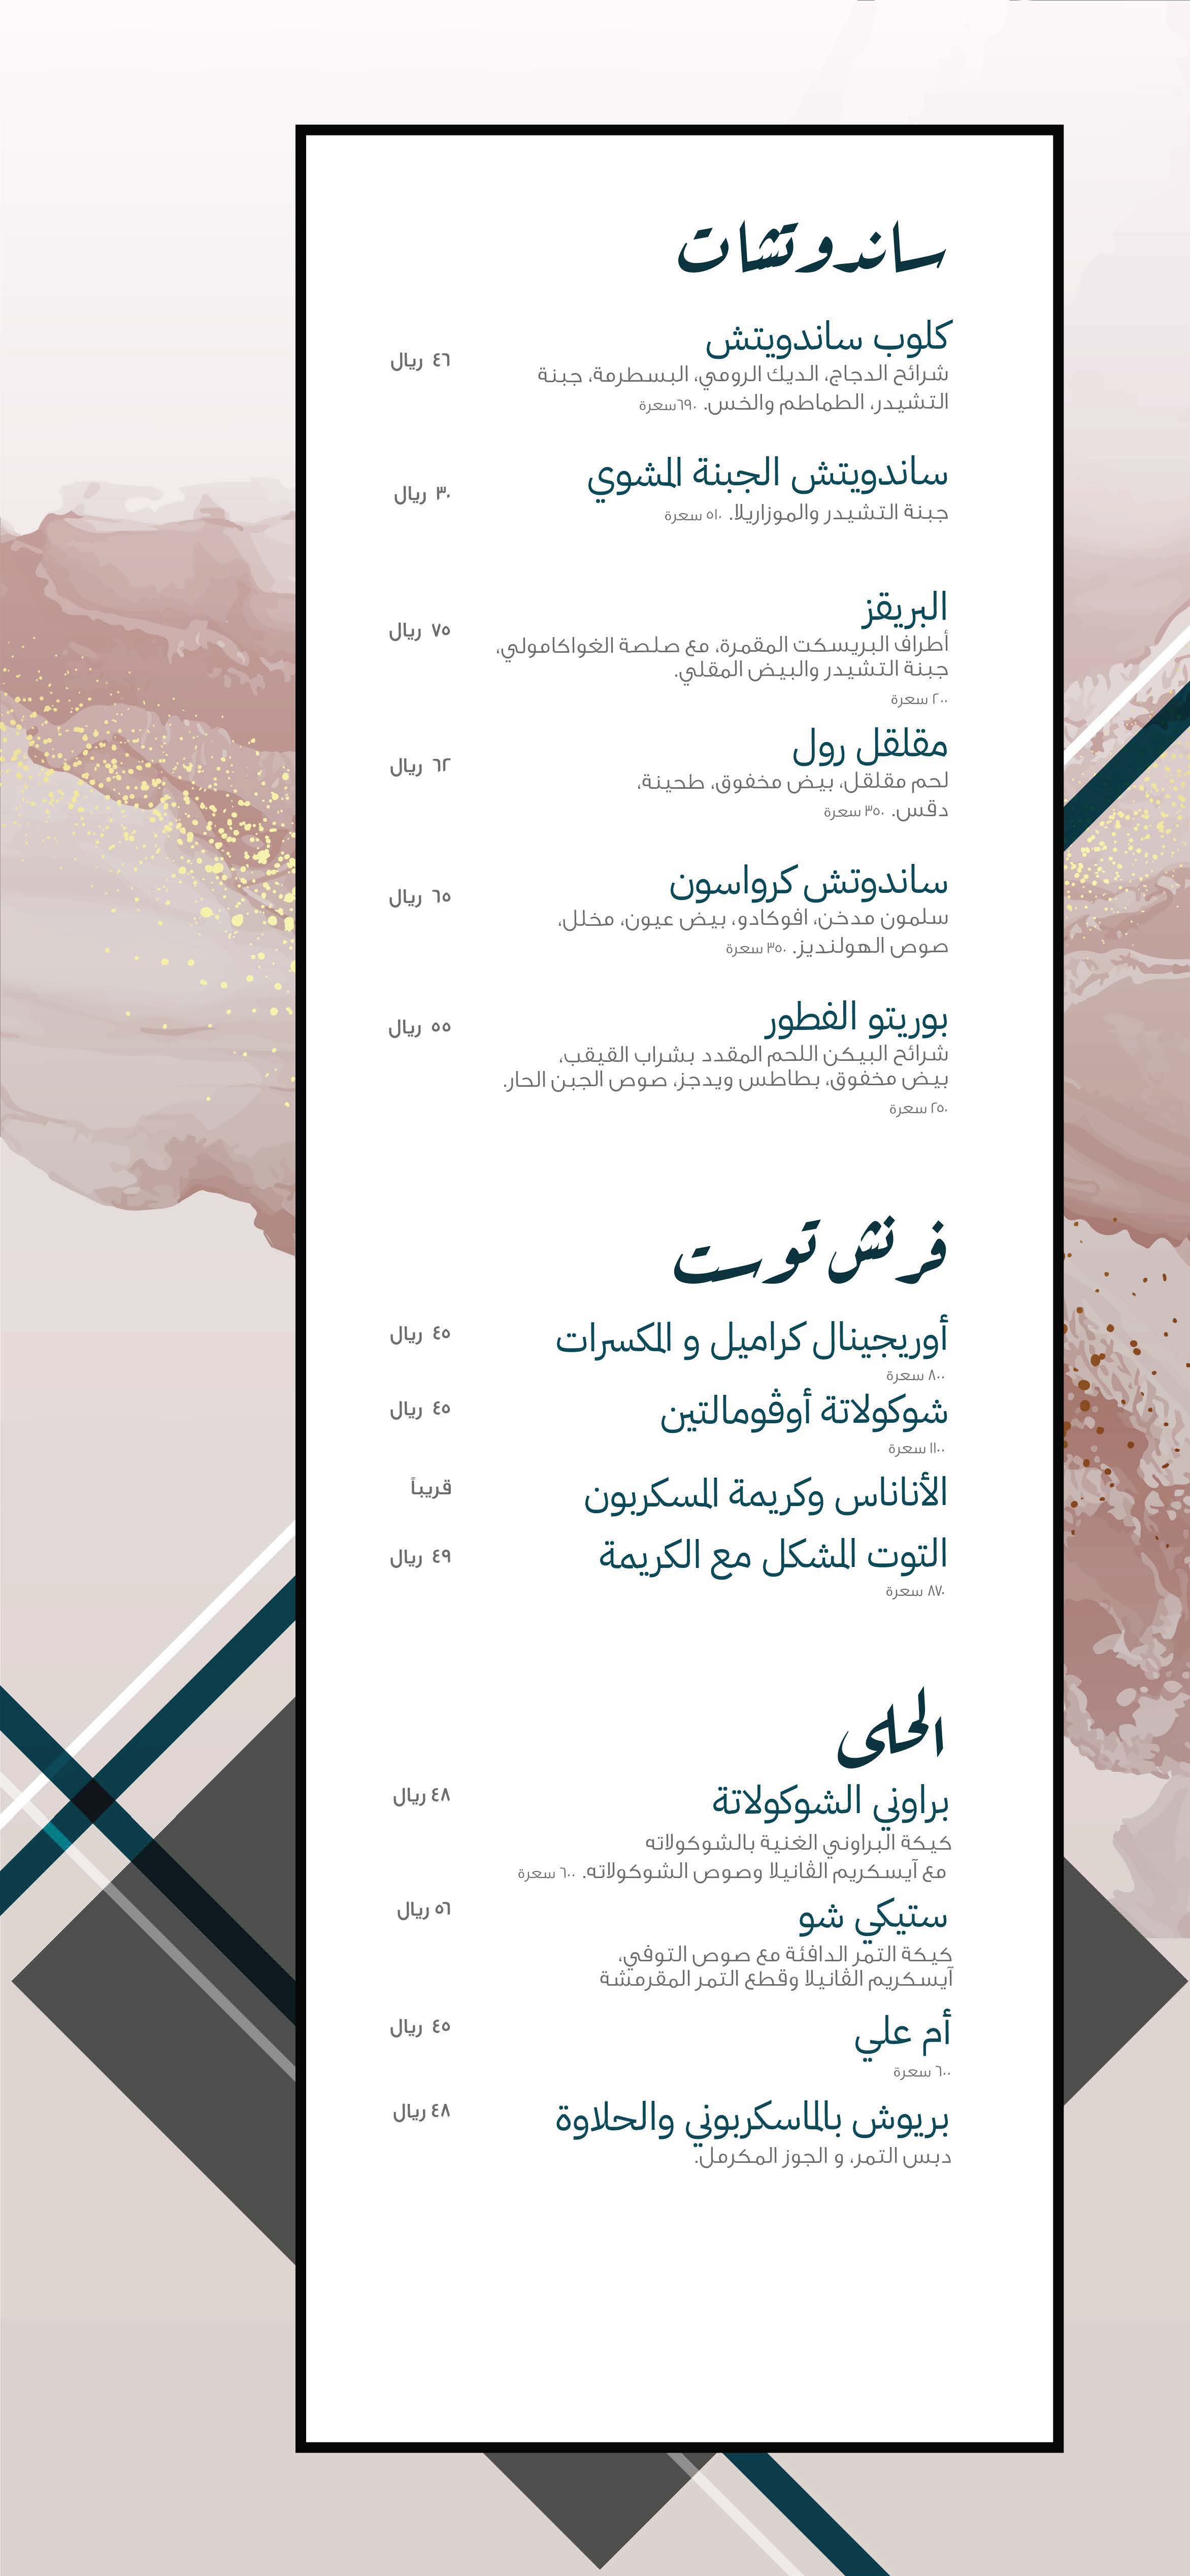 ساندوتشات
كلوب ساندويتش
٤٦ ريال
شرائح الدجاج، الديك الرومي، البسطرمة، جبنة
التشيدر، الطماطم والخس. ٦٩٠سعرة
ساندويتش الجبنة المشوي
٣٠ ريال
جبنة التشيدر والموزاريلا. ٥١٠ سعرة
البريقز
٧٥ ريال
أطراف البريسكت المقمرة، مع صلصة الغواكامولي،
جبنة التشيدر والبيض المقلي.
٢٠٠ سعرة
مقلقل رول
٦٢ ريال
لحم مقلقل، بيض مخفوق، طحينة،
دقس. ٣٥٠ سعرة
ساندوتش كرواسون
٦٥ ريال
سلمون مدخن، افوكادو، بيض عيون، مخلل،
صوص الهولنديز. ٣٥٠ سعرة
بوريتو الفطور
٥٥ ريال
شرائح البيكن اللحم المقدد بشراب القيقب،
بيض مخفوق، بطاطس ويدجز، صوص الجبن الحار.
٢٥٠ سعرة
فرنش توست
أوريجينال كراميل و المكسرات
٤٥ ريال
٨٠٠ سعرة
شوكولاتة أوڤومالتين
٤٥ ريال
١١٠٠ سعرة
الأناناس وكريمة المسكربون
قريباً
التوت المشكل مع الكريمة
٤٩ ريال
٨٧٠ سعرة
الحلى
براوني الشوكولاتة
٤٨ ريال
كيكة البراوني الغنية بالشوكولاته
مع آيسكريم الڤانيلا وصوص الشوكولاته. ٦٠٠ سعرة
ستيكي شو
٥٦ ريال
كيكة التمر الدافئة مع صوص التوفي،
آيسكريم الڤانيلا وقطع التمر المقرمشة
أم علي
٤٥ ريال
٦٠٠ سعرة
بريوش بالماسكربوني والحلاوة
٤٨ ريال
دبس التمر، و الجوز المكرمل.